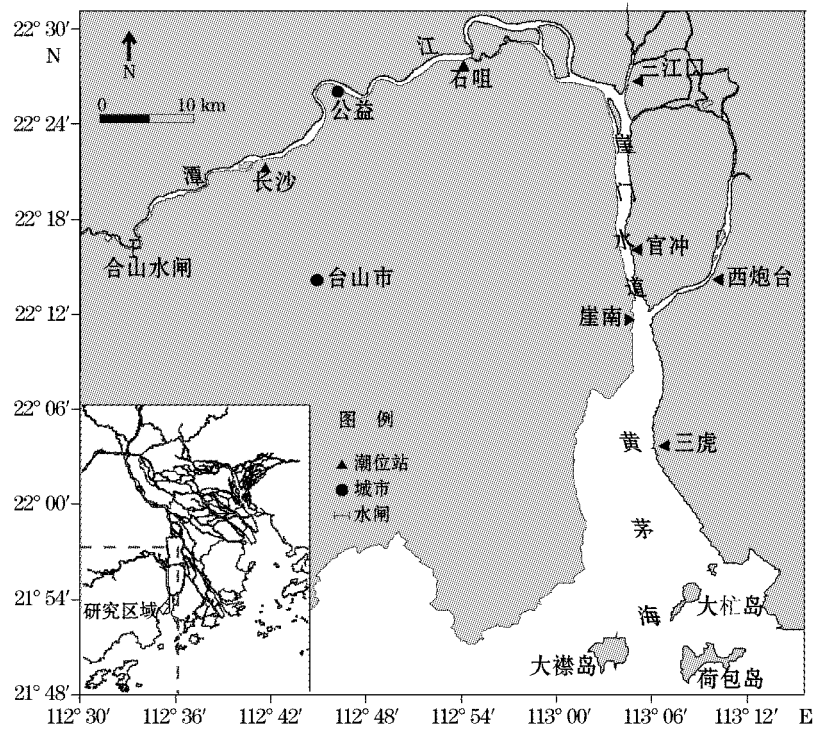 22° 30′
N
N
0 10 km
22° 24′
22° 18′
22° 12′
22° 06′
22° 00′
21° 54′
21° 48′
江
石咀
三江口
公益
潭
长沙
崖
门
水
官冲
合山水闸
台山市
道
西炮台
崖南
图 例
潮位站
城市
水闸
黄
三虎
茅
海
研究区域
大杧岛
大襟岛
荷包岛
112° 30′ 112° 36′ 112° 42′ 112° 48′ 112° 54′ 113° 00′ 113° 06′ 113° 12′ E